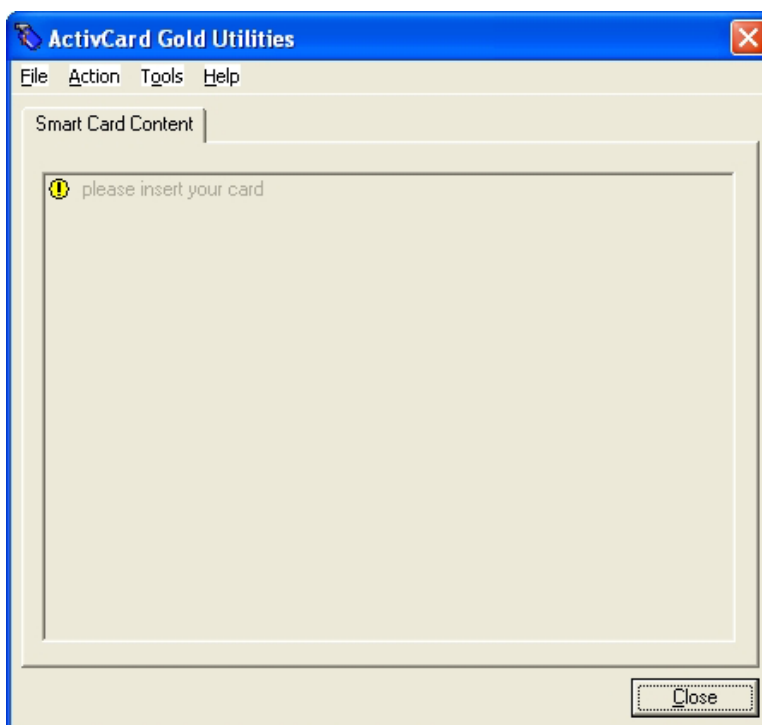 ActivCard Gold Utilities
File Action Tools Help
Smart Card Content
please insert your card
Close